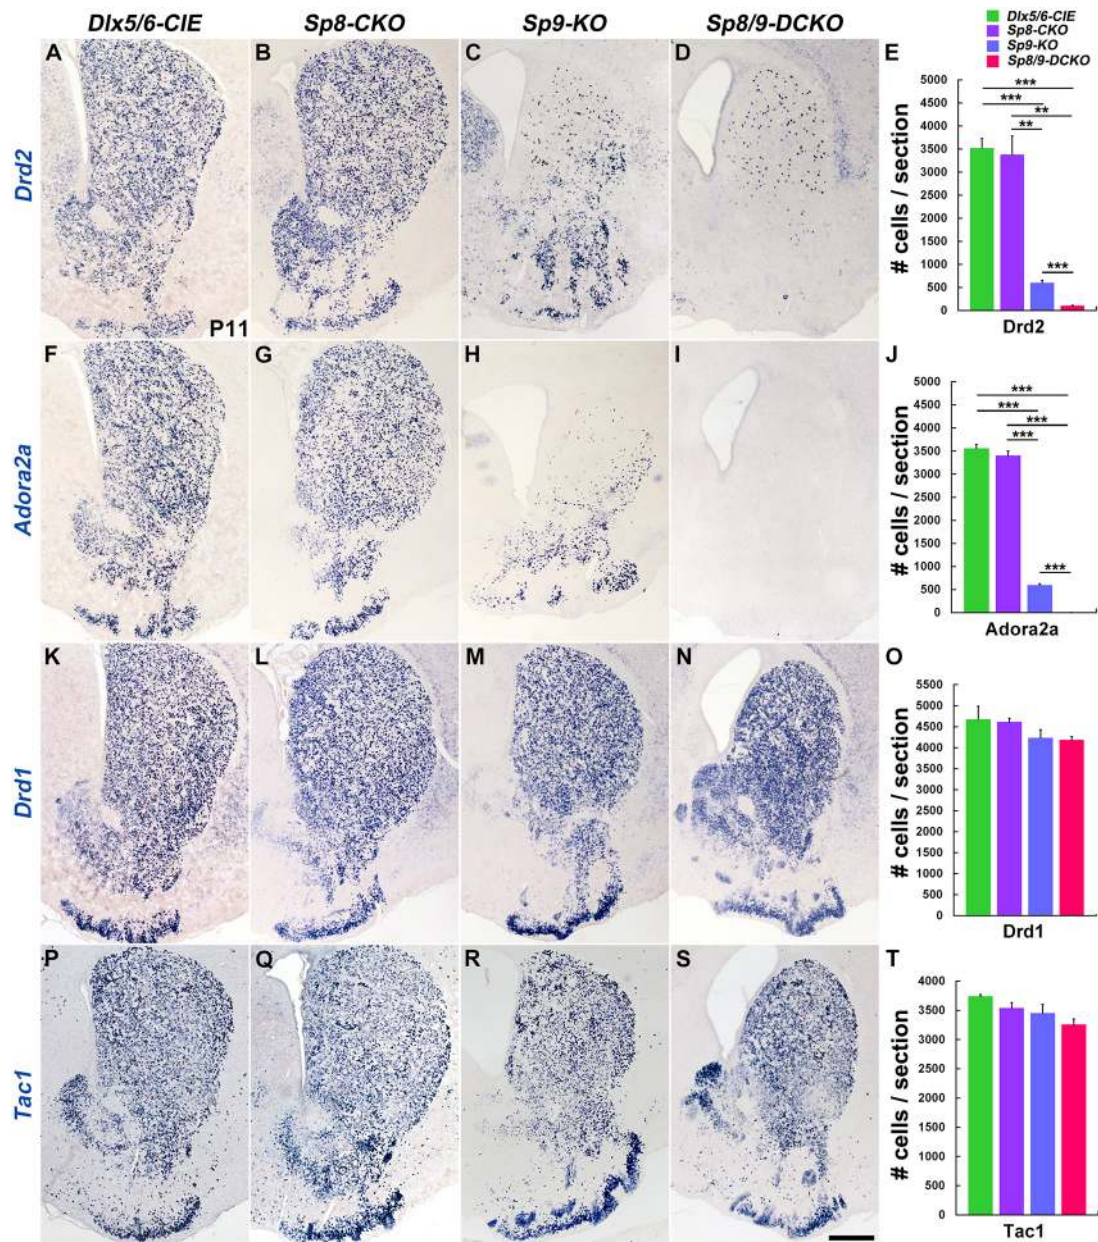 Dlx5/6-CIE Sp8-CKO Sp9-KO Sp8/9-DCKO
Dlx5/6-CIE
Sp8-CKO
Sp9-KO
Sp8/9-DCKO
Drd2
A B C D E
P11
# cells / section
5000
4500
4000
3500
3000
2500
2000
1500
1000
500
0
***
***
**
**
***
Drd2
Adora2a
F G H I J
# cells / section
5000
4500
4000
3500
3000
2500
2000
1500
1000
500
0
***
***
***
***
***
Adora2a
Drd1
K L M N O
# cells / section
5500
5000
4500
4000
3500
3000
2500
2000
1500
1000
500
0
Drd1
Tac1
P Q R S T
# cells / section
4000
3500
3000
2500
2000
1500
1000
500
0
Tac1